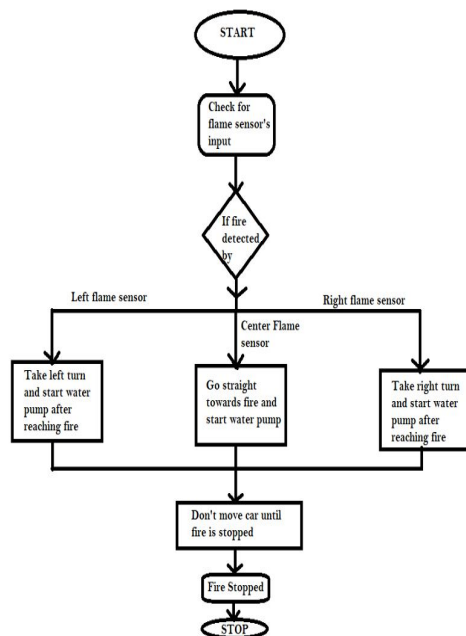 START
Check for
flame sensor's
input
If fire
detected
by
Left flame sensor
Right flame sensor
Center Flame
sensor
Take left turn
and start water
pump after
reaching fire
Go straight
towards fire and
start water pump
Take right turn
and start water
pump after
reaching fire
Don't move car until
fire is stopped
Fire Stopped
STOP